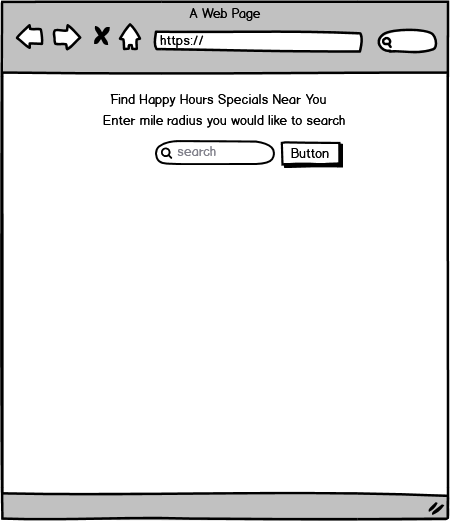 A Web Page
https://
Find Happy Hours Specials Near You
Enter mile radius you would like to search
search
Button